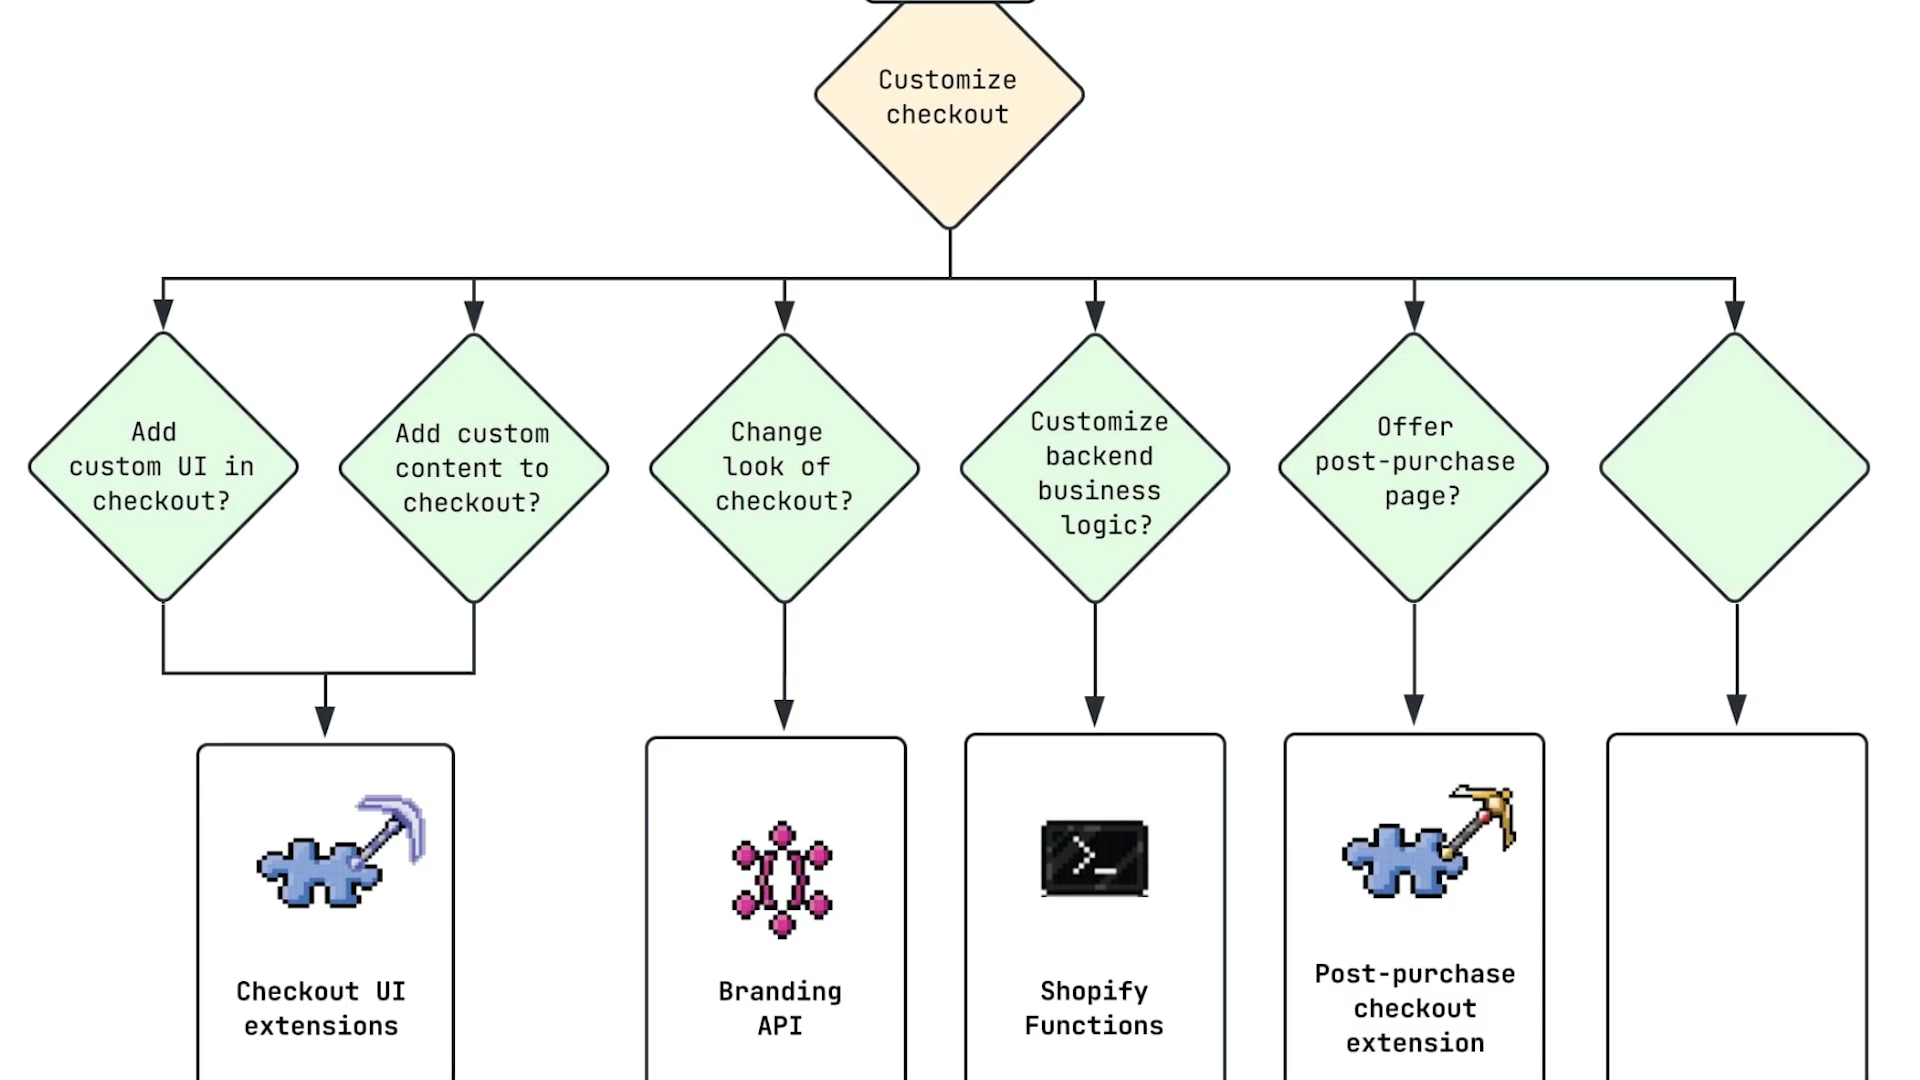 Customize
checkout
Add
custom UI in
checkout?
Add custom
content to
checkout?
Change
look of
checkout?
Customize
backend
business
logic?
Offer
post-purchase
page?
Checkout UI
extensions
Branding
API
Shopify
Functions
Post-purchase
checkout
extension